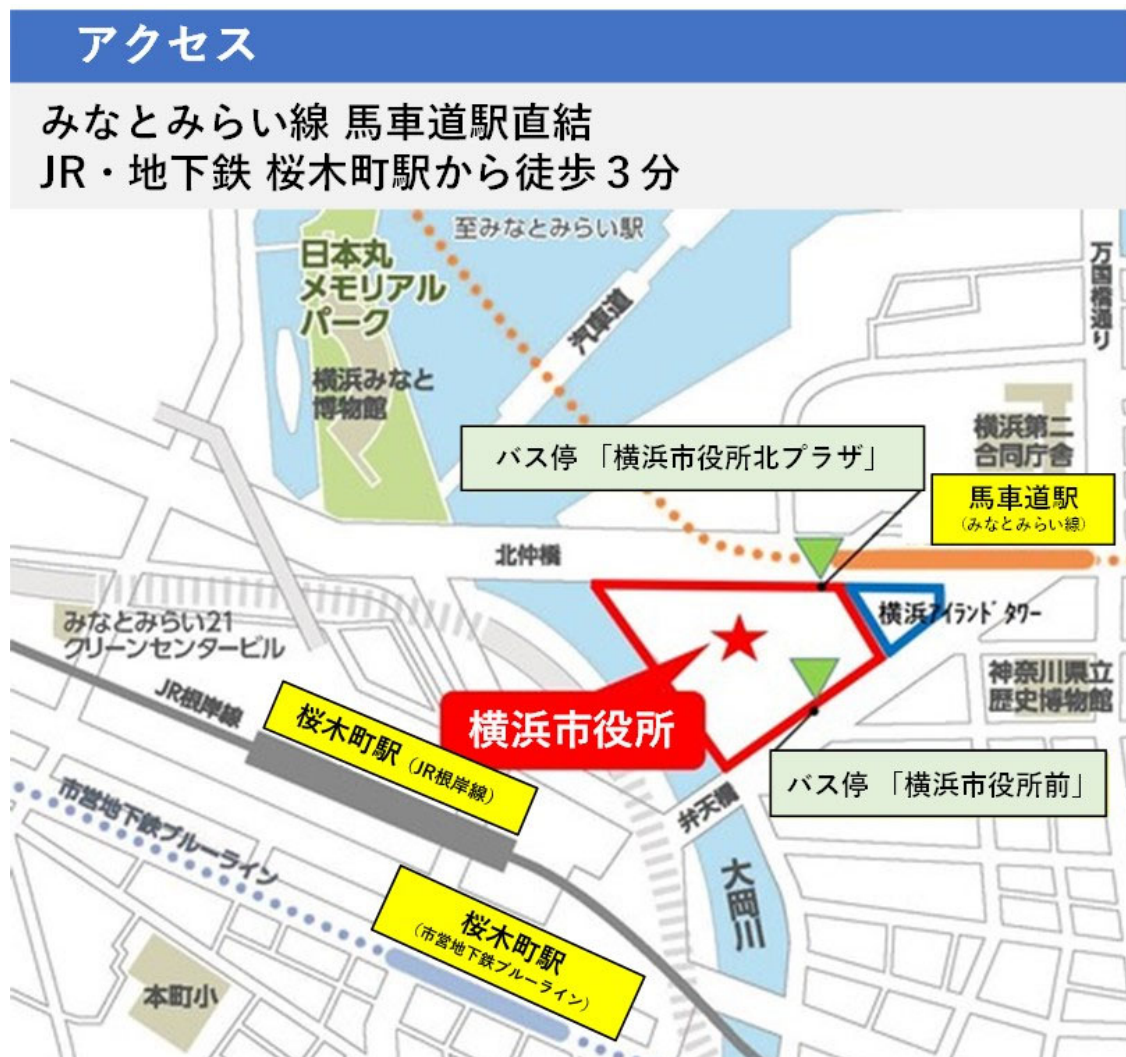 アクセス
みなとみらい線 馬車道駅直結
JR・地下鉄 桜木町駅から徒歩３分
至みなとみらい駅
日本丸
メモリアル
パーク
汽車道
万国橋通り
横浜みなと
博物館
横浜第二
合同庁舎
バス停 「横浜市役所北プラザ」
馬車道駅
（みなとみらい線）
北仲橋
横浜アイランドﾞタワー
みなとみらい21
クリーンセンタービル
神奈川県立
歴史博物館
JR根岸線
桜木町駅（JR根岸線）
横浜市役所
バス停 「横浜市役所前」
市営地下鉄ブルーライン
弁天橋
大岡川
桜木町駅
（市営地下鉄ブルーライン）
本町小